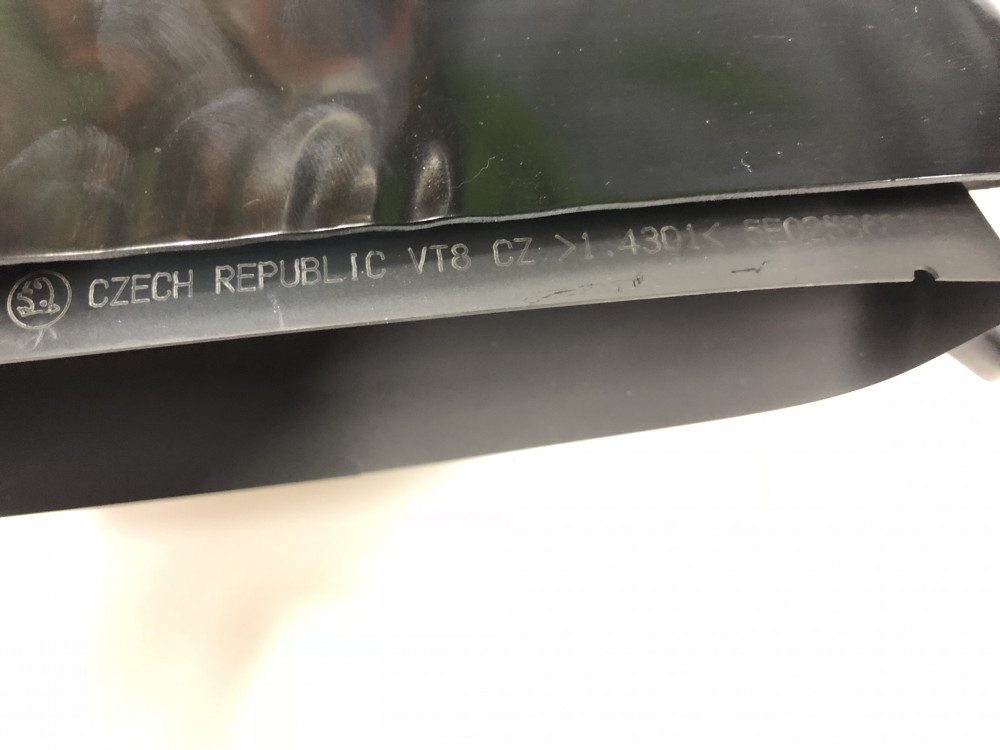 CZECH REPUBLIC VT8 CZ >1.4301<